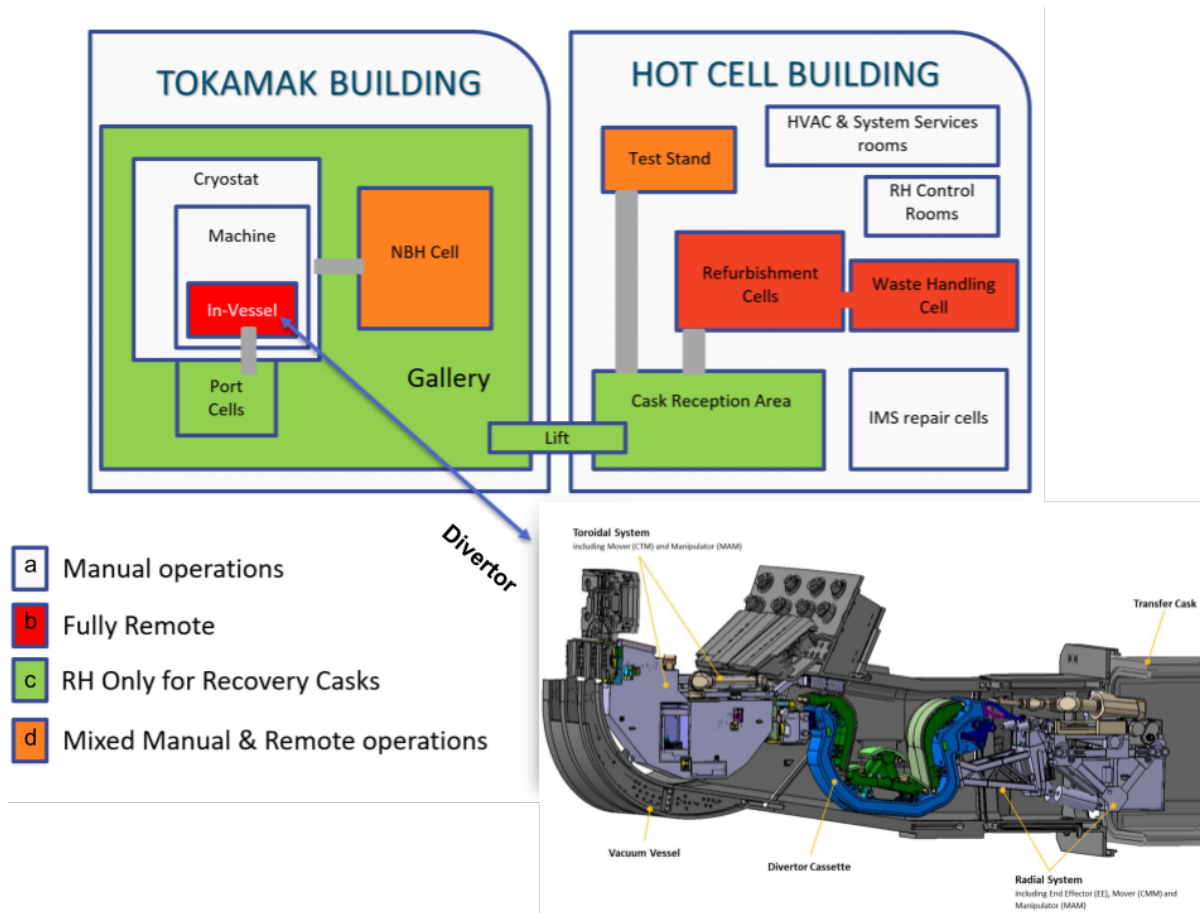 TOKAMAK BUILDING
Cryostat
Machine
In-Vessel
Port
Cells
NBH Cell
Gallery
Lift
HOT CELL BUILDING
HVAC & System Services
rooms
Test Stand
RH Control
Rooms
Refurbishment
Cells
Waste Handling
Cell
Cask Reception Area
IMS repair cells
a Manual operations
b Fully Remote
c RH Only for Recovery Casks
d Mixed Manual & Remote operations
Divertor
Toroidal System
including Mover (CTM) and Manipulator (MAM)
Transfer Cask
Vacuum Vessel
Divertor Cassette
Radial System
including End Effector (EE), Mover (CMM) and
Manipulator (MAM)